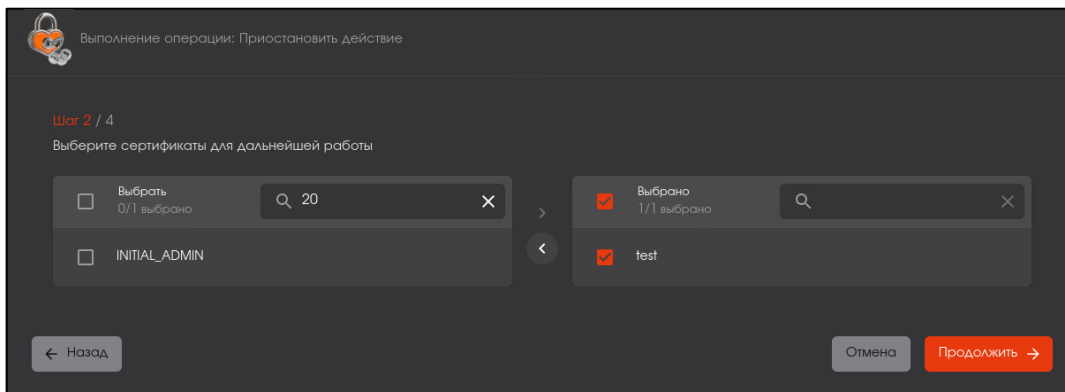 Выполнение операции: Приостановить действие
Шаг 2 / 4
Выберите сертификаты для дальнейшей работы
Выбрать
0/1 выбрано
20
INITIAL_ADMIN
Выбрано
1/1 выбрано
test
Назад
Отмена
Продолжить